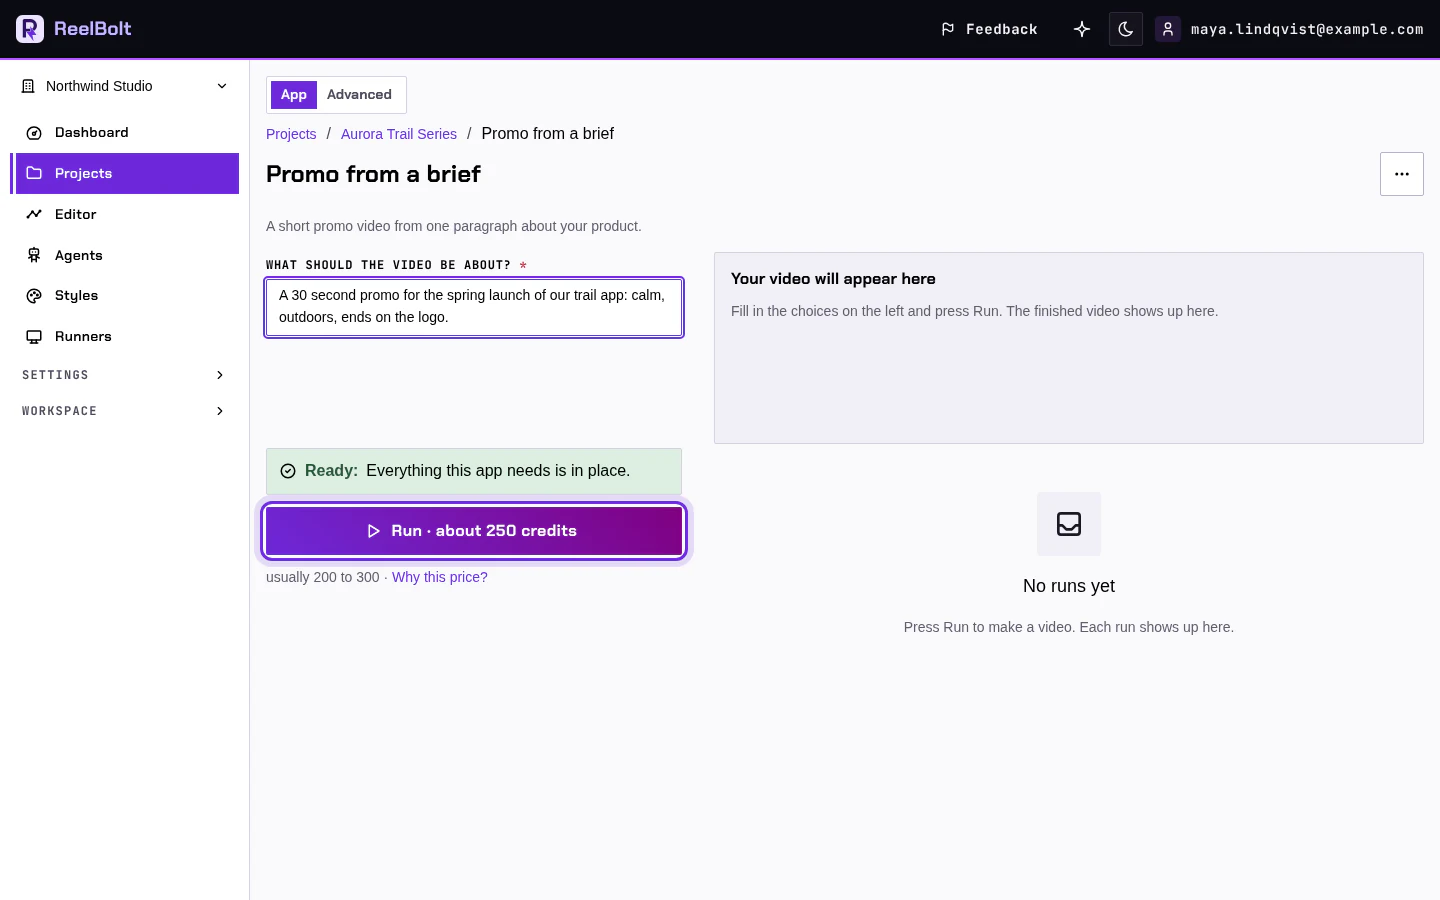 ReelBolt
Feedback
maya.lindqvist@example.com
Northwind Studio
Dashboard
Projects
Editor
Agents
Styles
Runners
SETTINGS
WORKSPACE
App Advanced
Projects / Aurora Trail Series / Promo from a brief
Promo from a brief
A short promo video from one paragraph about your product.
WHAT SHOULD THE VIDEO BE ABOUT? *
A 30 second promo for the spring launch of our trail app: calm,
outdoors, ends on the logo.
Ready: Everything this app needs is in place.
Run · about 250 credits
usually 200 to 300 · Why this price?
Your video will appear here
Fill in the choices on the left and press Run. The finished video shows up here.
No runs yet
Press Run to make a video. Each run shows up here.